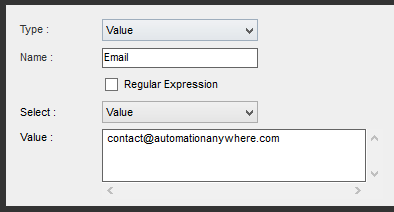 Type : Value
Name : Email
Regular Expression
Select : Value
Value : contact@automationanywhere.com